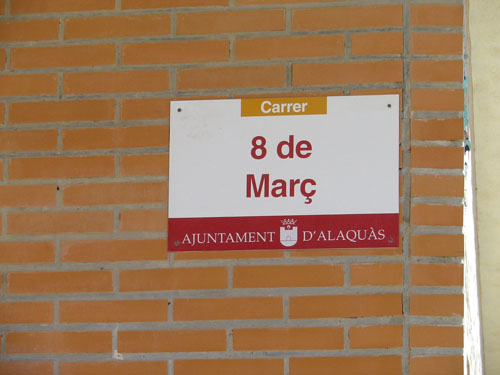 Carrer
8 de
Març
AJUNTAMENT D'ALAQUÀS